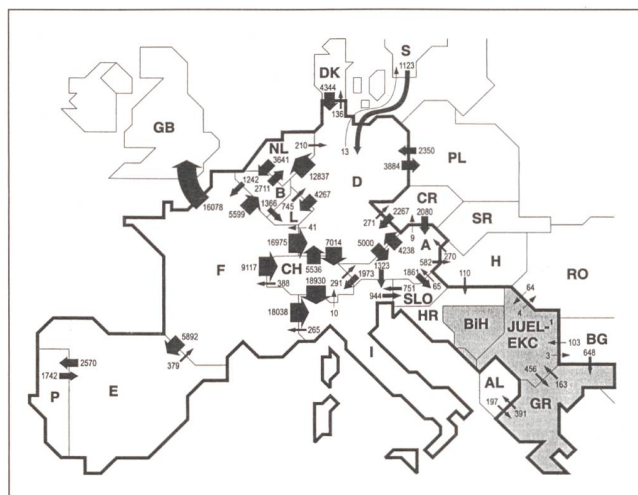 S
1123
DK
4344
136
GB
NL
210
3841
13
2350
PL
3884
D
1242
2711
B
12837
1366
745
4267
5599
L
CR
2267
2080
SR
271
9
16078
41
16975
7014
5000
4238
A
270
582
H
F
9117
CH
5536
1323
388
18930
291
1973
1861
65
110
RO
751
SLO
944
64
18038
10
HR
4
265
BiH
JUEL-1
EKC
5892
379
I
103
BG
3
648
2570
1742
P
E
456
163
AL
GR
197
391